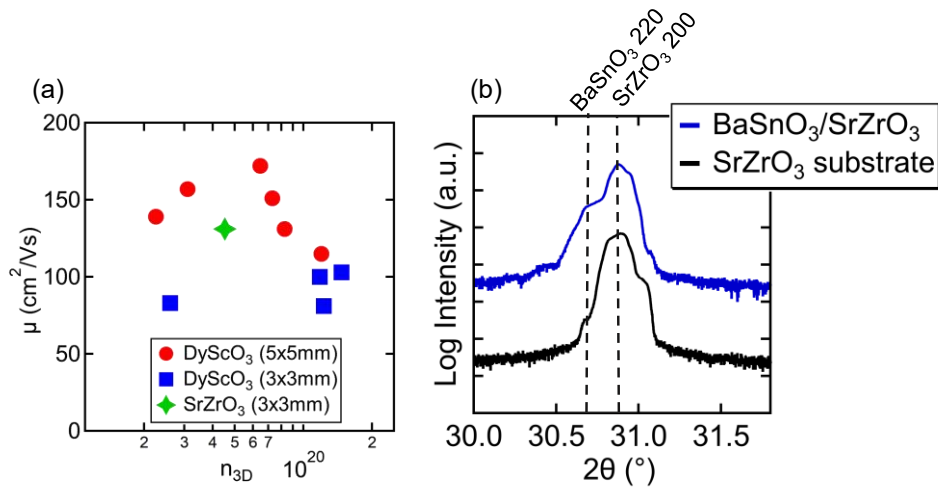 (a)
200
150
100
50
0
μ (cm²/Vs)
DyScO₃ (5x5mm)
DyScO₃ (3x3mm)
SrZrO₃ (3x3mm)
2 3 4 5 6 7 10²⁰ 2
n₃D
(b)
BaSnO₃ 220
SrZrO₃ 200
BaSnO₃/SrZrO₃
SrZrO₃ substrate
Log Intensity (a.u.)
30.0 30.5 31.0 31.5
2θ (°)